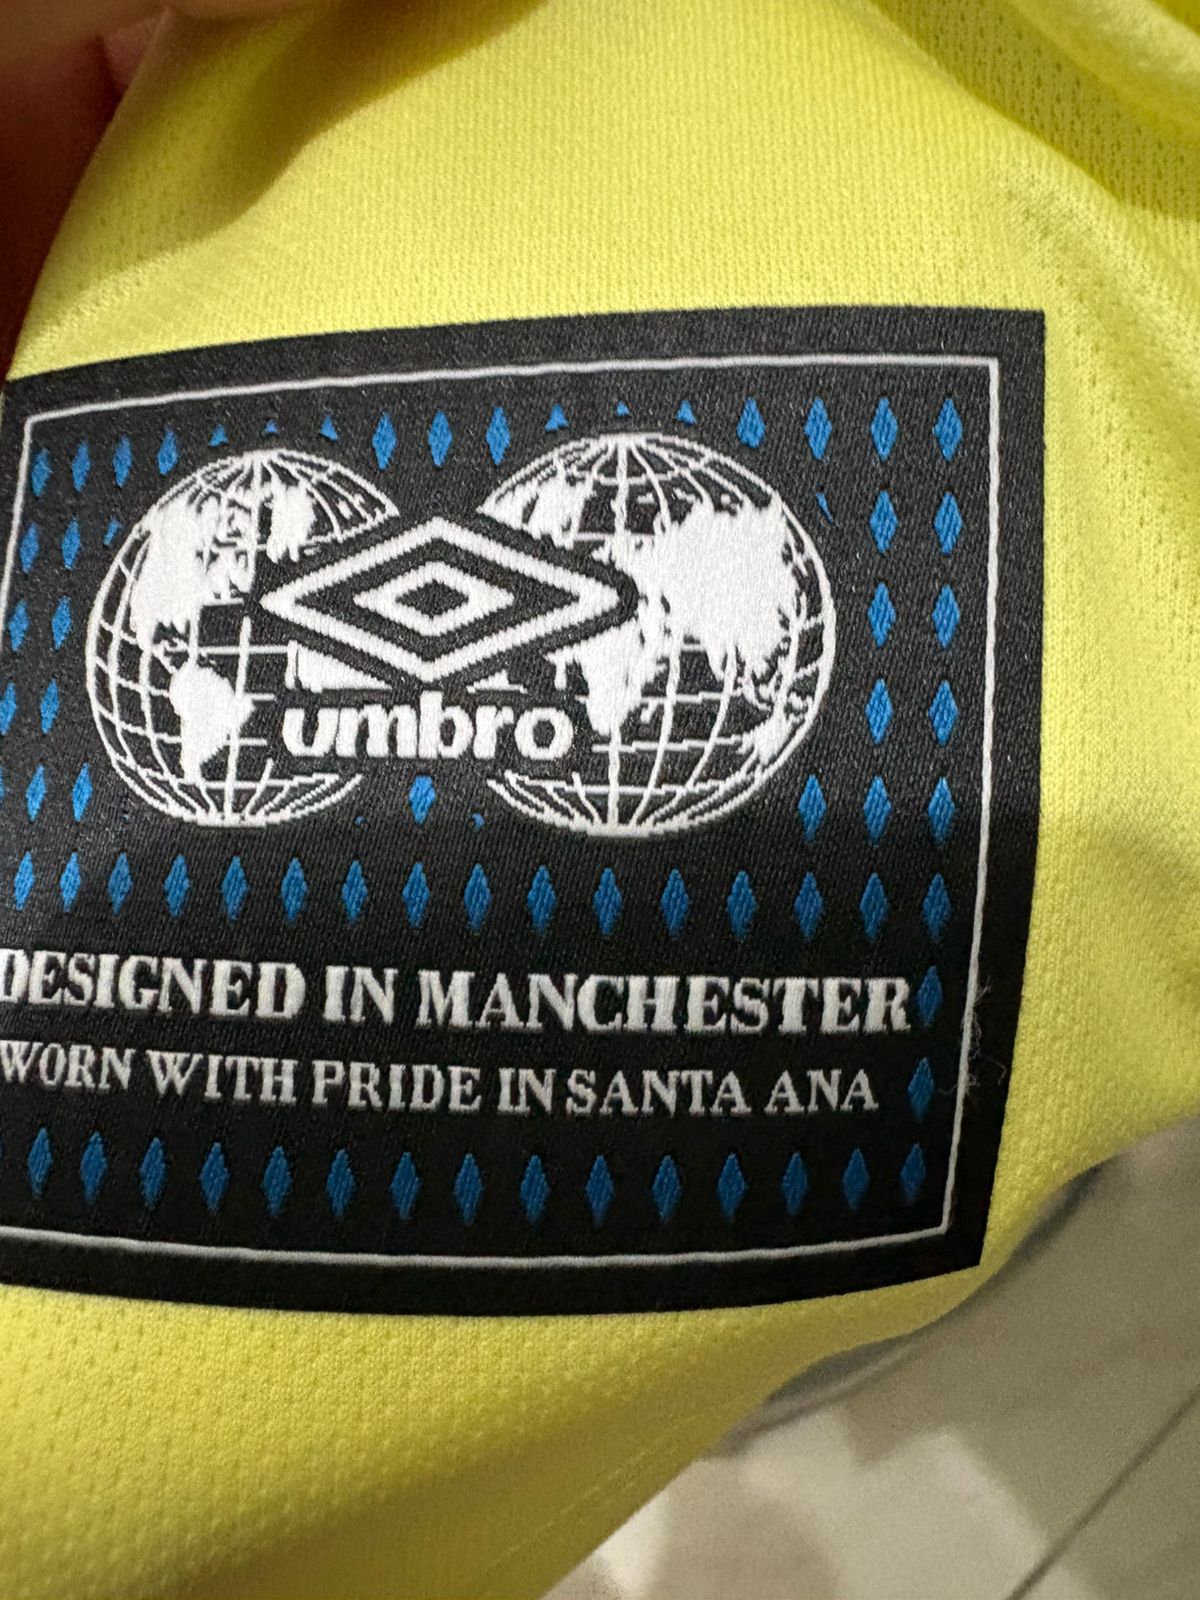 umbro
DESIGNED IN MANCHESTER
WORN WITH PRIDE IN SANTA ANA